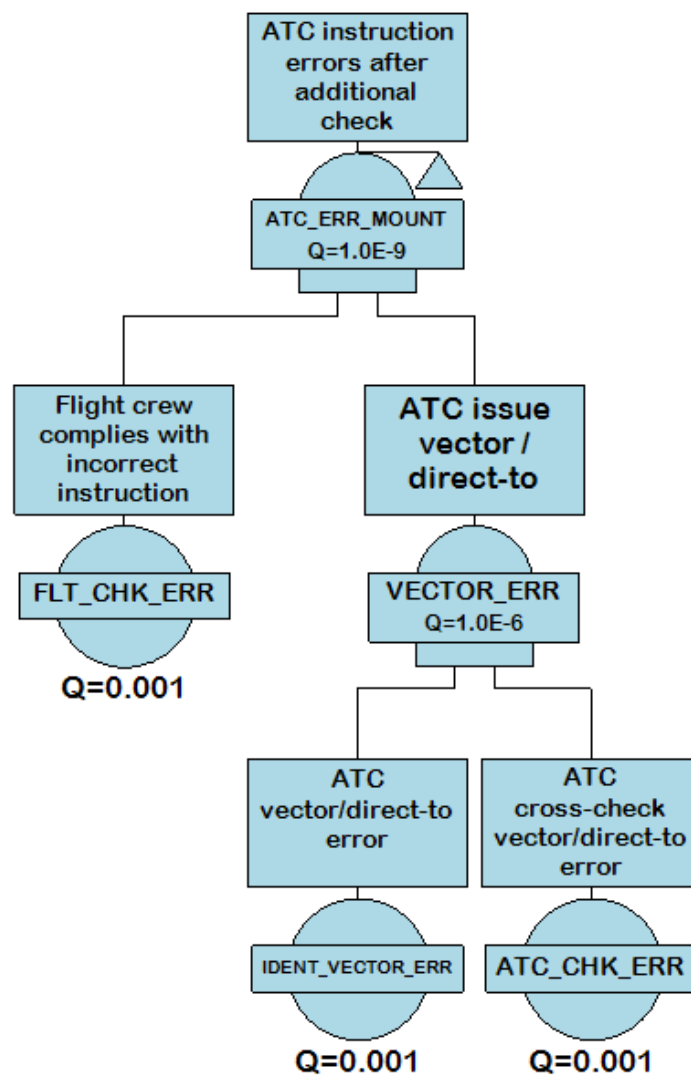 ATC instruction
errors after
additional
check
ATC_ERR_MOUNT
Q=1.0E-9
Flight crew
complies with
incorrect
instruction
FLT_CHK_ERR
Q=0.001
ATC issue
vector /
direct-to
VECTOR_ERR
Q=1.0E-6
ATC
vector/direct-to
error
IDENT_VECTOR_ERR
Q=0.001
ATC
cross-check
vector/direct-to
error
ATC_CHK_ERR
Q=0.001